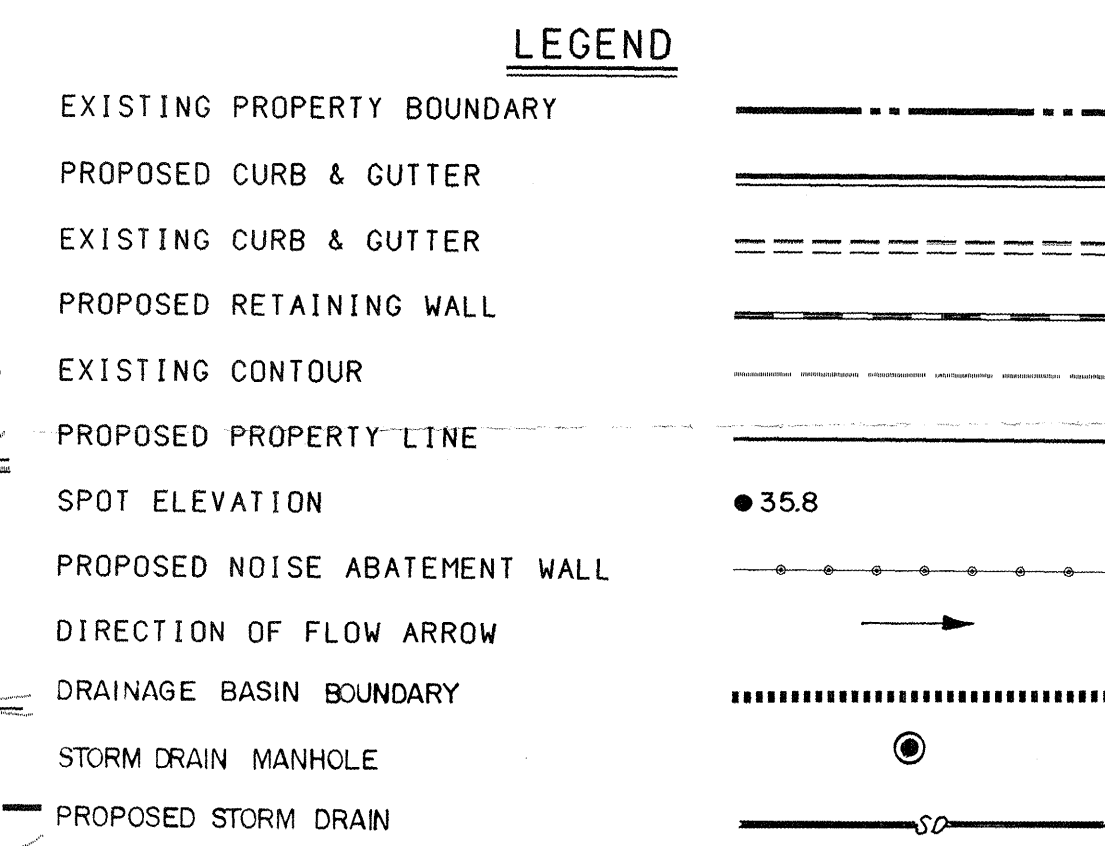 LEGEND
EXISTING PROPERTY BOUNDARY
PROPOSED CURB & GUTTER
EXISTING CURB & GUTTER
PROPOSED RETAINING WALL
EXISTING CONTOUR
PROPOSED PROPERTY LINE
SPOT ELEVATION 35.8
PROPOSED NOISE ABATEMENT WALL
DIRECTION OF FLOW ARROW
DRAINAGE BASIN BOUNDARY
STORM DRAIN MANHOLE
PROPOSED STORM DRAIN SD